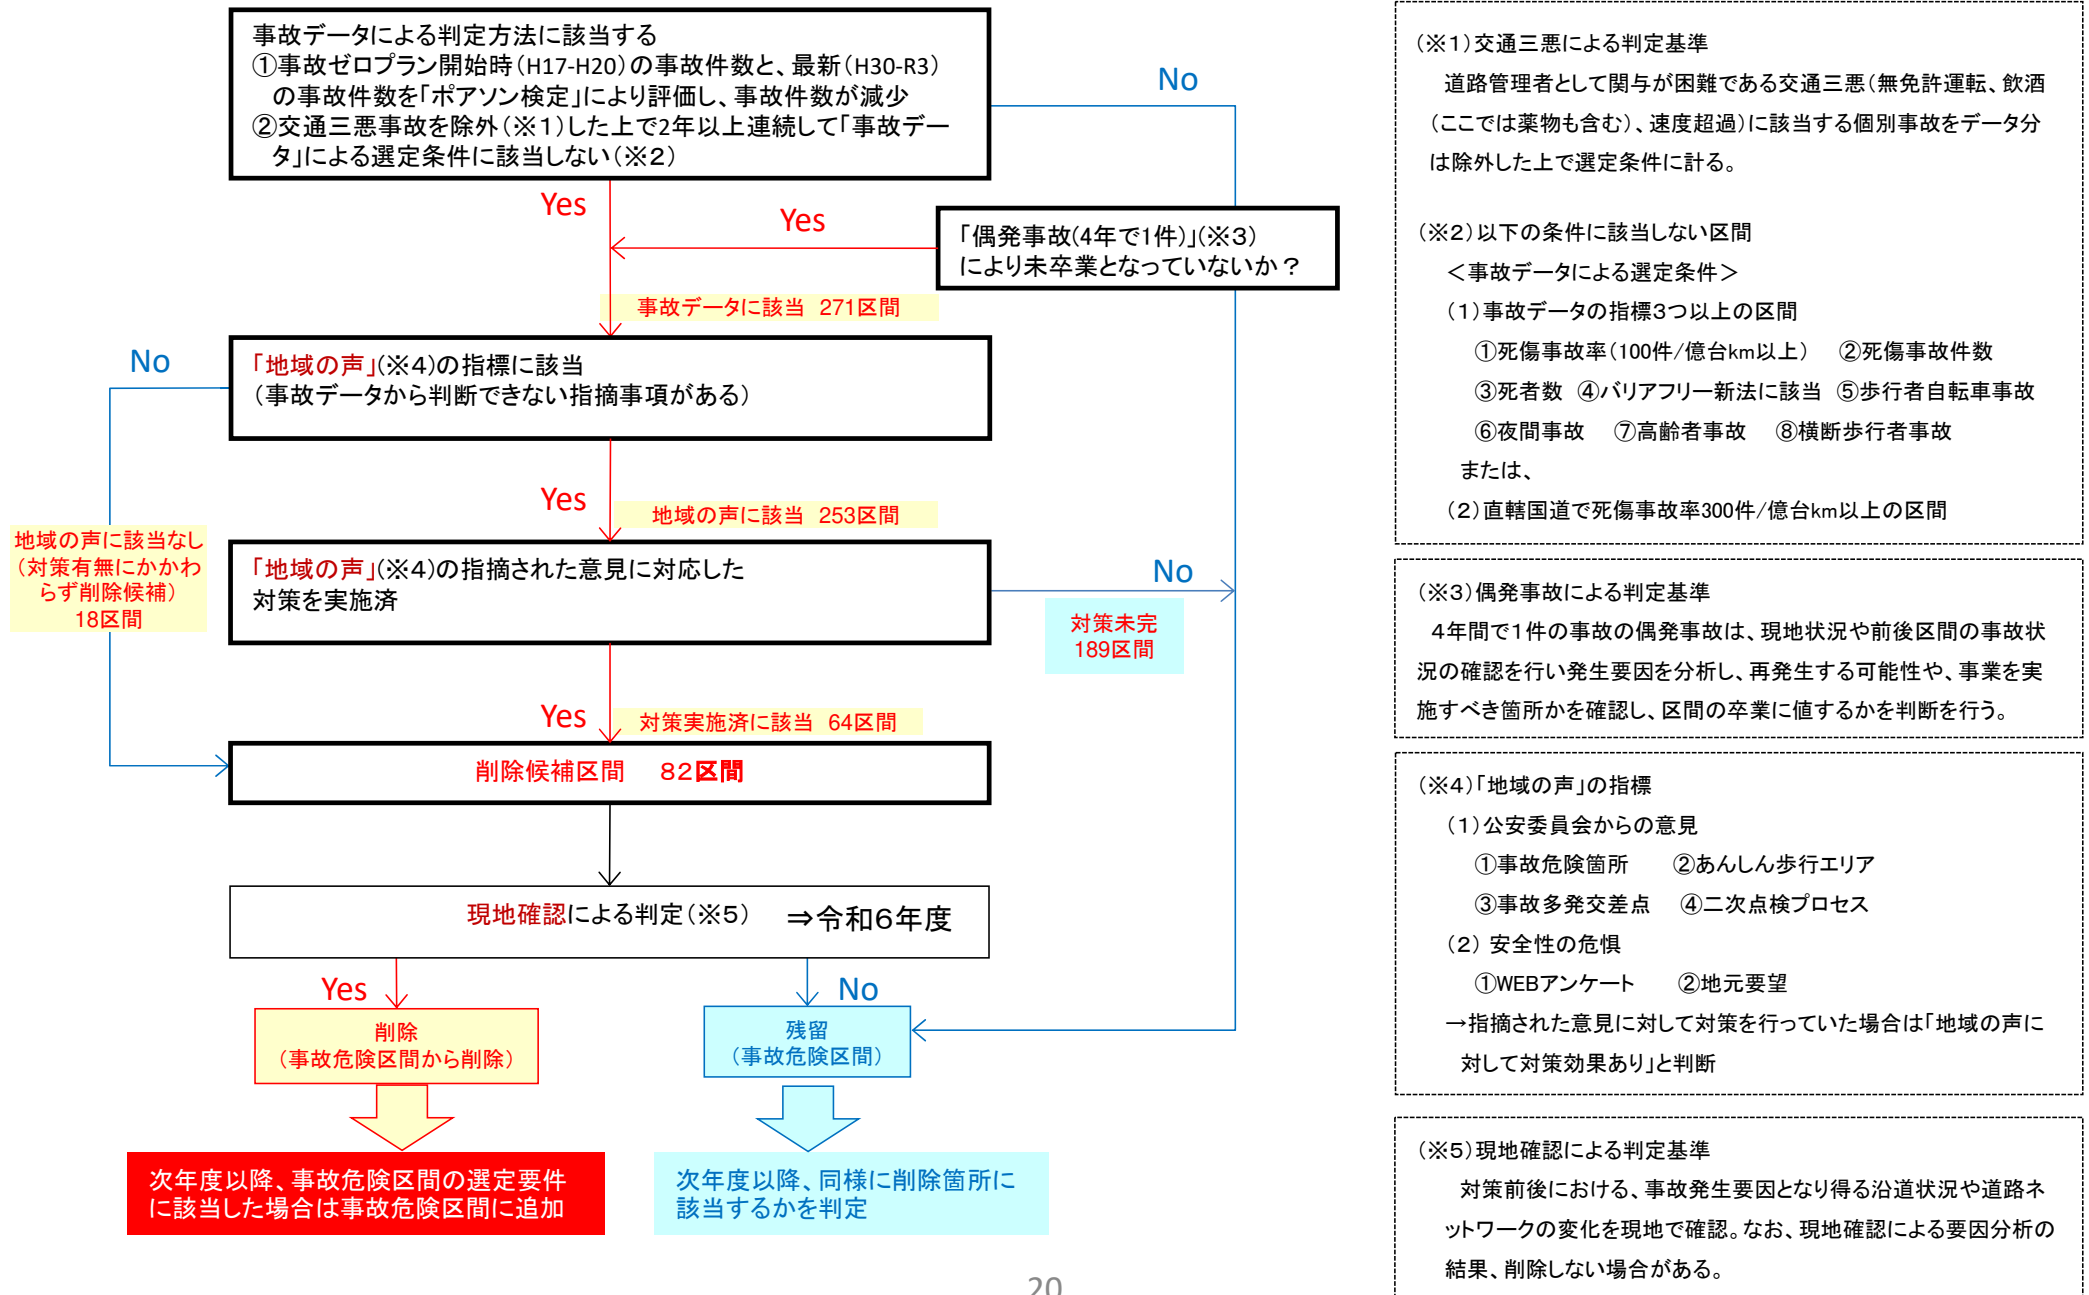 事故データによる判定方法に該当する
①事故ゼロプラン開始時（H17-H20）の事故件数と、最新（H30-R3）
の事故件数を「ポアソン検定」により評価し、事故件数が減少
②交通三悪事故を除外（※１）した上で2年以上連続して「事故デー
タ」による選定条件に該当しない（※２）
No
Yes
Yes
「偶発事故(4年で1件)」(※３)
により未卒業となっていないか？
事故データに該当 271区間
No
「地域の声」(※４)の指標に該当
（事故データから判断できない指摘事項がある）
Yes
地域の声に該当 253区間
地域の声に該当なし
（対策有無にかかわ
らず削除候補）
18区間
「地域の声」(※４)の指摘された意見に対応した
対策を実施済
No
対策未完
189区間
Yes
対策実施済に該当 64区間
削除候補区間 ８２区間
現地確認による判定（※５） ⇒令和６年度
Yes
No
削除
（事故危険区間から削除）
残留
（事故危険区間）
次年度以降、事故危険区間の選定要件
に該当した場合は事故危険区間に追加
次年度以降、同様に削除箇所に
該当するかを判定
（※１）交通三悪による判定基準
道路管理者として関与が困難である交通三悪（無免許運転、飲酒
（ここでは薬物も含む）、速度超過）に該当する個別事故をデータ分
は除外した上で選定条件に計る。
（※２）以下の条件に該当しない区間
＜事故データによる選定条件＞
（１）事故データの指標３つ以上の区間
①死傷事故率（100件/億台km以上） ②死傷事故件数
③死者数 ④バリアフリー新法に該当 ⑤歩行者自転車事故
⑥夜間事故 ⑦高齢者事故 ⑧横断歩行者事故
または、
（２）直轄国道で死傷事故率300件/億台km以上の区間
（※３）偶発事故による判定基準
４年間で１件の事故の偶発事故は、現地状況や前後区間の事故状
況の確認を行い発生要因を分析し、再発生する可能性や、事業を実
施すべき箇所かを確認し、区間の卒業に値するかを判断を行う。
（※４）「地域の声」の指標
（１）公安委員会からの意見
①事故危険箇所 ②あんしん歩行エリア
③事故多発交差点 ④二次点検プロセス
（２） 安全性の危惧
①WEBアンケート ②地元要望
→指摘された意見に対して対策を行っていた場合は「地域の声に
対して対策効果あり」と判断
（※５）現地確認による判定基準
対策前後における、事故発生要因となり得る沿道状況や道路ネ
ットワークの変化を現地で確認。なお、現地確認による要因分析の
結果、削除しない場合がある。
20